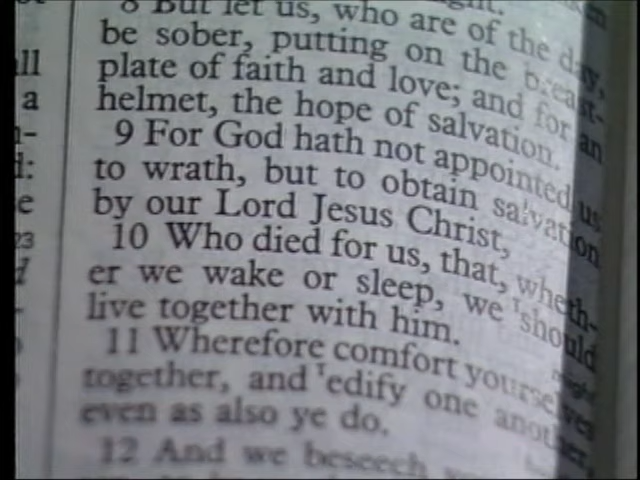 8 But let us, who are of the day,
be sober, putting on the breast-
plate of faith and love; and for an
helmet, the hope of salvation.
9 For God hath not appointed us
to wrath, but to obtain salvation
by our Lord Jesus Christ,
10 Who died for us, that, wheth-
er we wake or sleep, we should
live together with him.
11 Wherefore comfort yourselves
together, and edify one another,
even as also ye do.
12 And we beseech
ll
a
n-
d:
e
23
d